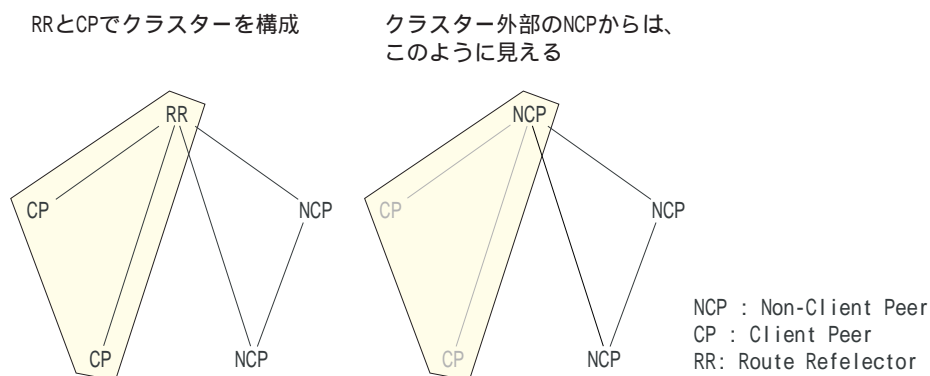 RRとCPでクラスターを構成
クラスター外部のNCPからは、
このように見える
RR
CP
NCP
CP
NCP
NCP
CP
NCP
CP
NCP
NCP : Non-Client Peer
CP : Client Peer
RR: Route Refelector